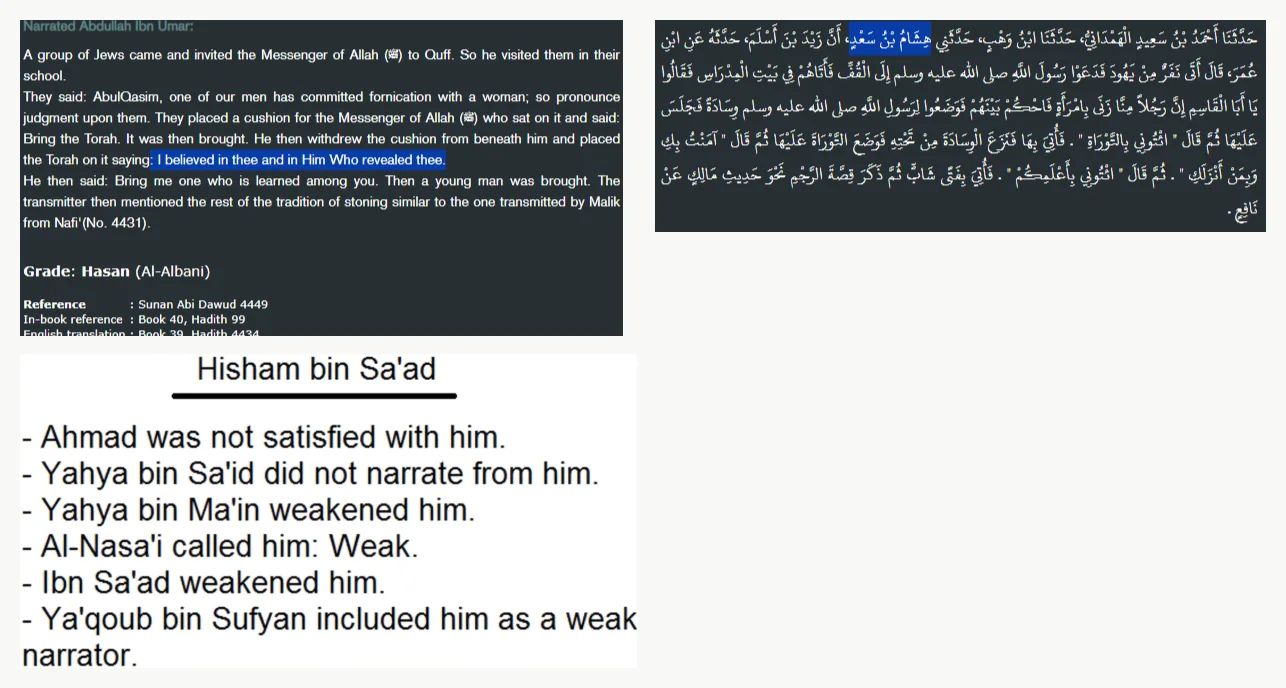 Narrated Abdullah Ibn Umar:
A group of Jews came and invited the Messenger of Allah (ﷺ) to Quff. So he visited them in their
school.
They said: AbulQasim, one of our men has committed fornication with a woman; so pronounce
judgment upon them. They placed a cushion for the Messenger of Allah (ﷺ) who sat on it and said:
Bring the Torah. It was then brought. He then withdrew the cushion from beneath him and placed
the Torah on it saying: I believed in thee and in Him Who revealed thee.
He then said: Bring me one who is learned among you. Then a young man was brought. The
transmitter then mentioned the rest of the tradition of stoning similar to the one transmitted by Malik
from Nafi'(No. 4431).
Grade: Hasan (Al-Albani)
Reference : Sunan Abi Dawud 4449
In-book reference : Book 40, Hadith 99
English translation : Book 39, Hadith 4434
حَدَّثَنَا أَحْمَدُ بْنُ سَعِيدٍ الْهَمْدَانِيُّ، حَدَّثَنَا ابْنُ وَهْبٍ، حَدَّثَنِي هِشَامُ بْنُ سَعْدٍ، أَنَّ زَيْدَ بْنَ أَسْلَمَ، حَدَّثَهُ عَنِ ابْنِ
عُمَرَ، قَالَ أَتَى نَفَرٌ مِنْ يَهُودَ فَدَعَوْا رَسُولَ اللَّهِ صلى الله عليه وسلم إِلَى الْقُفِّ فَأَتَاهُمْ فِي بَيْتِ الْمِدْرَاسِ فَقَالُوا
يَا أَبَا الْقَاسِمِ إِنَّ رَجُلاً مِنَّا زَنَى بِامْرَأَةٍ فَاحْكُمْ بَيْنَهُمْ فَوَضَعُوا لِرَسُولِ اللَّهِ صلى الله عليه وسلم وِسَادَةً فَجَلَسَ
عَلَيْهَا ثُمَّ قَالَ " ائْتُونِي بِالتَّوْرَاةِ " . فَأُتِيَ بِهَا فَنَزَعَ الْوِسَادَةَ مِنْ تَحْتِهِ فَوَضَعَ التَّوْرَاةَ عَلَيْهَا ثُمَّ قَالَ " آمَنْتُ بِكِ
وَبِمَنْ أَنْزَلَكِ " . ثُمَّ قَالَ " ائْتُونِي بِأَعْلَمِكُمْ " . فَأُتِيَ بِفَتًى شَابٍّ ثُمَّ ذَكَرَ قِصَّةَ الرَّجْمِ نَحْوَ حَدِيثِ مَالِكٍ عَنْ
نَافِعٍ .
Hisham bin Sa'ad
- Ahmad was not satisfied with him.
- Yahya bin Sa'id did not narrate from him.
- Yahya bin Ma'in weakened him.
- Al-Nasa'i called him: Weak.
- Ibn Sa'ad weakened him.
- Ya'qoub bin Sufyan included him as a weak
narrator.